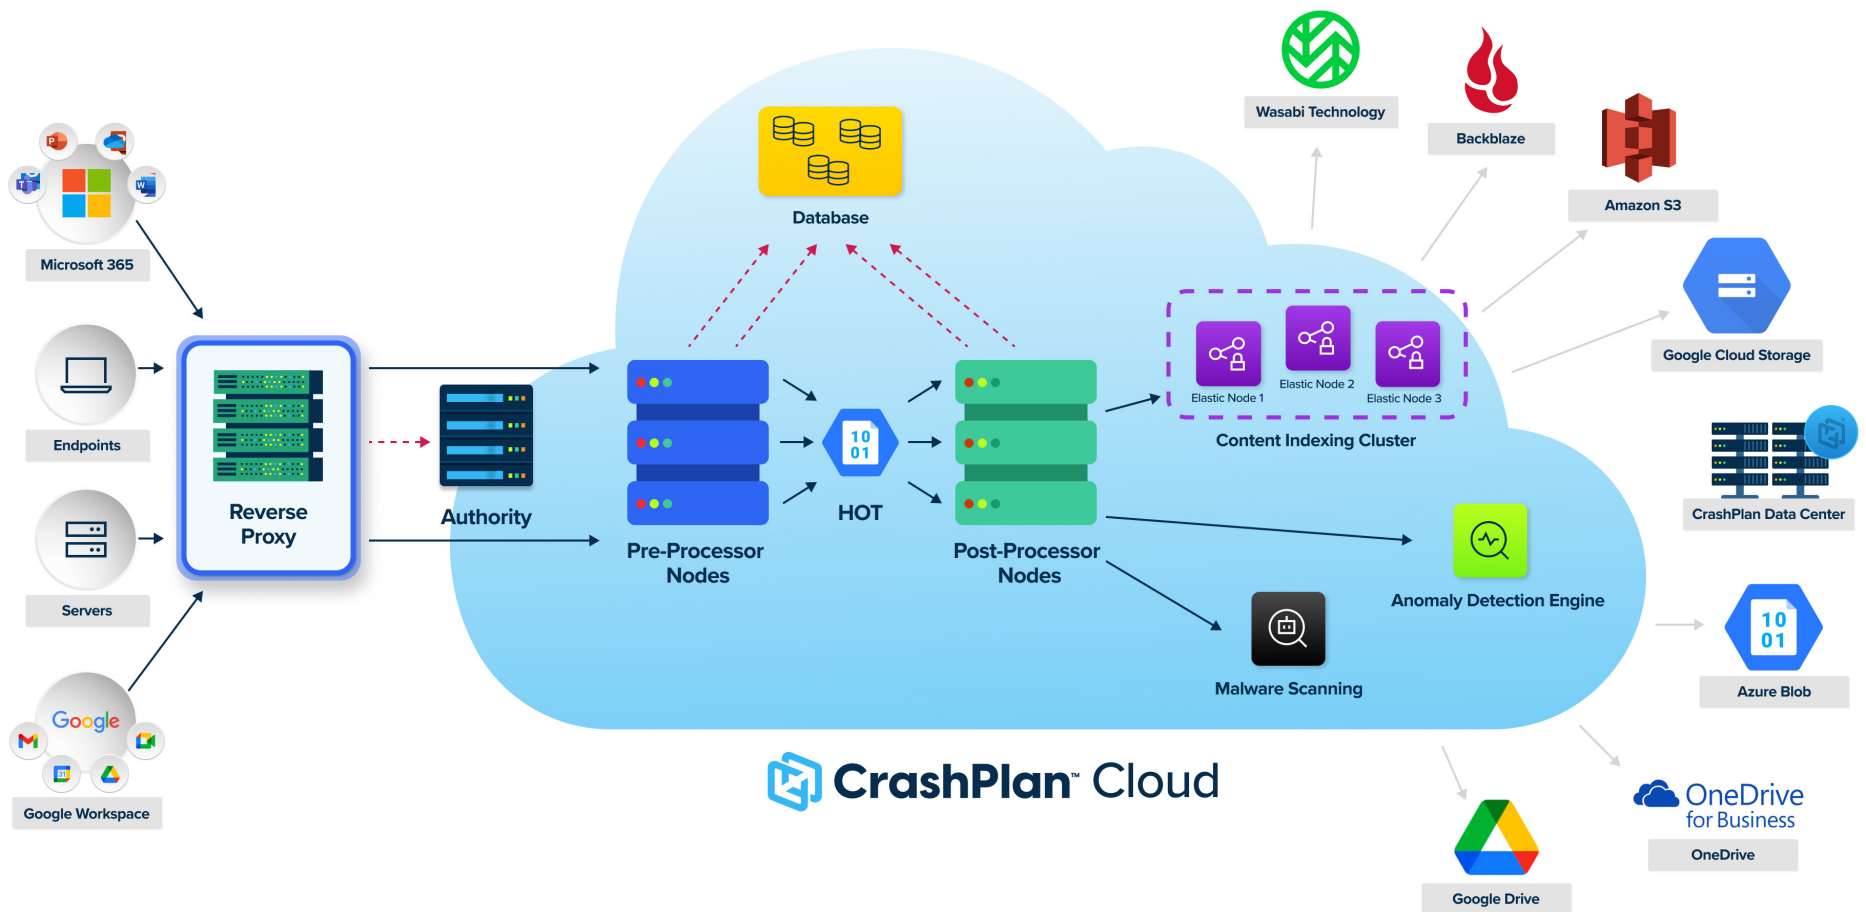 Wasabi Technology
Backblaze
Amazon S3
Google Cloud Storage
CrashPlan Data Center
10
01
Azure Blob
OneDrive
for Business
OneDrive
Google Drive
P
T
W
Microsoft 365
Endpoints
Servers
Google
31
Google Workspace
Reverse
Proxy
Authority
Database
Pre-Processor
Nodes
10
01
HOT
Post-Processor
Nodes
Elastic Node 1
Elastic Node 2
Elastic Node 3
Content Indexing Cluster
Anomaly Detection Engine
Malware Scanning
CrashPlan™ Cloud